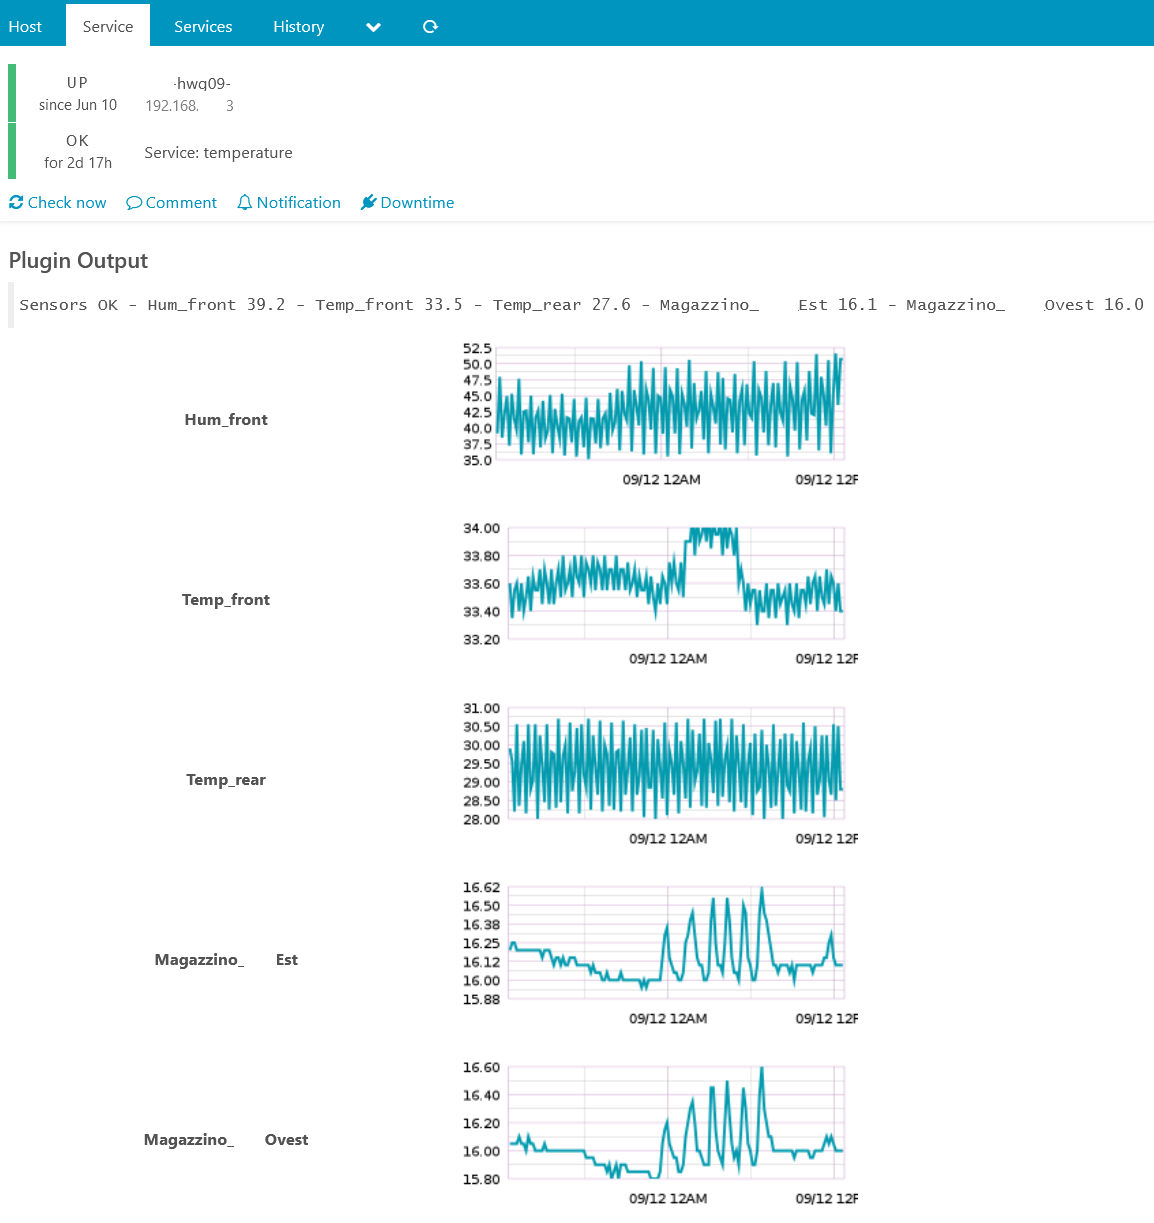 Host Service Services History
UP -hwg09-
since Jun 10 192.168. 3
OK
for 2d 17h Service: temperature
Check now Comment Notification Downtime
Plugin Output
Sensors OK - Hum_front 39.2 - Temp_front 33.5 - Temp_rear 27.6 - Magazzino_ Est 16.1 - Magazzino_ Ovest 16.0
Hum_front
52.5
50.0
47.5
45.0
42.5
40.0
37.5
35.0
09/12 12AM 09/12 12P
Temp_front
34.00
33.80
33.60
33.40
33.20
09/12 12AM 09/12 12P
Temp_rear
31.00
30.50
30.00
29.50
29.00
28.50
28.00
09/12 12AM 09/12 12P
Magazzino_ Est
16.62
16.50
16.38
16.25
16.12
16.00
15.88
09/12 12AM 09/12 12P
Magazzino_ Ovest
16.60
16.40
16.20
16.00
15.80
09/12 12AM 09/12 12P